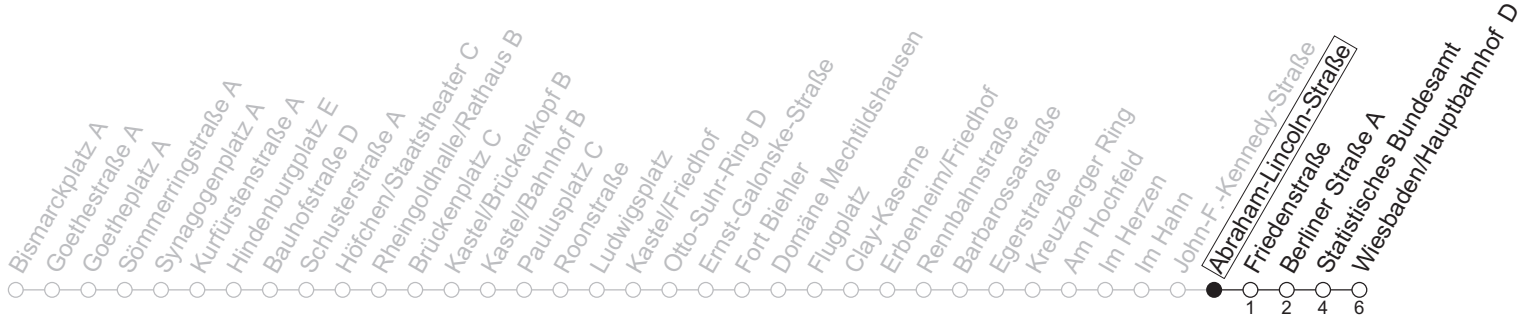 Bismarckplatz A
Goethestraße A
Goetheplatz A
Sömmerringstraße A
Synagogenplatz A
Kurfürstenstraße A
Hindenburgplatz E
Bauhofstraße D
Schusterstraße A
Höfchen/Staatstheater C
Rheingoldhalle/Rathaus B
Brückenplatz C
Kastel/Brückenkopf B
Kastel/Bahnhof B
Paulusplatz C
Roonstraße
Ludwigsplatz
Kastel/Friedhof
Otto-Suhr-Ring D
Ernst-Galonske-Straße
Fort Biehler
Domäne Mechtildshausen
Flugplatz
Clay-Kaserne
Erbenheim/Friedhof
Rennbahnstraße
Barbarossastraße
Egerstraße
Kreuzberger Ring
Am Hochfeld
Im Herzen
Im Hahn
John-F.-Kennedy-Straße
Abraham-Lincoln-Straße
Friedenstraße
Berliner Straße A
Statistisches Bundesamt
Wiesbaden/Hauptbahnhof D
1 2 4 6